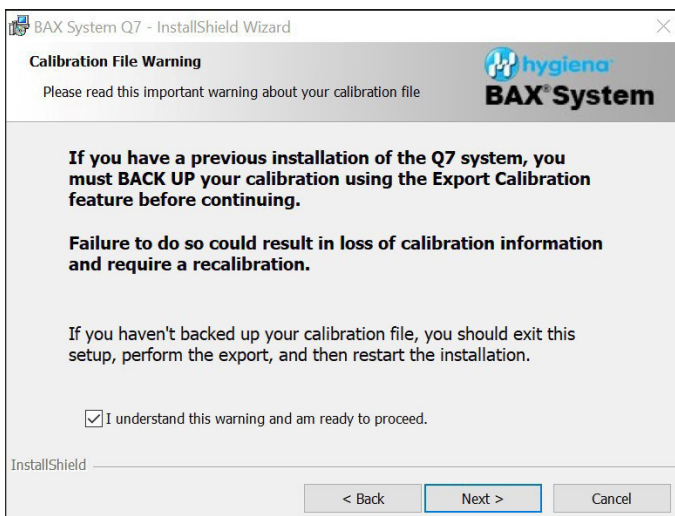 BAX System Q7 - InstallShield Wizard
Calibration File Warning
Please read this important warning about your calibration file
hygiena
BAX® System
If you have a previous installation of the Q7 system, you
must BACK UP your calibration using the Export Calibration
feature before continuing.
Failure to do so could result in loss of calibration information
and require a recalibration.
If you haven't backed up your calibration file, you should exit this
setup, perform the export, and then restart the installation.
I understand this warning and am ready to proceed.
InstallShield
< Back
Next >
Cancel